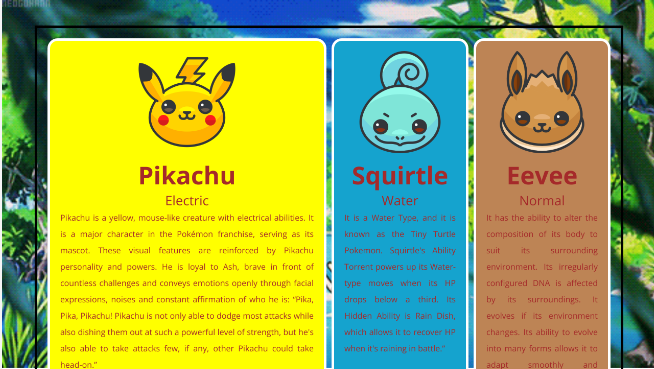 Pikachu
Electric
Pikachu is a yellow, mouse-like creature with electrical abilities. It
is a major character in the Pokémon franchise, serving as its
mascot. These visual features are reinforced by Pikachu
personality and powers. He is loyal to Ash, brave in front of
countless challenges and conveys emotions openly through facial
expressions, noises and constant affirmation of who he is: “Pika,
Pika, Pikachu! Pikachu is not only able to dodge most attacks while
also dishing them out at such a powerful level of strength, but he's
also able to take attacks few, if any, other Pikachu could take
head-on.”
Squirtle
Water
It is a Water Type, and it is
known as the Tiny Turtle
Pokemon. Squirtle's Ability
Torrent powers up its Water-
type moves when its HP
drops below a third. Its
Hidden Ability is Rain Dish,
which allows it to recover HP
when it's raining in battle.”
Eevee
Normal
It has the ability to alter the
composition of its body to
suit its surrounding
environment. Its irregularly
configured DNA is affected
by its surroundings. It
evolves if its environment
changes. Its ability to evolve
into many forms allows it to
adapt smoothly and